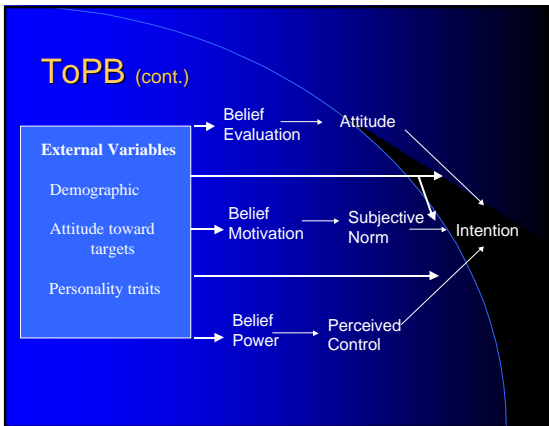 ToPB (cont.)
External Variables
Demographic
Attitude toward
targets
Personality traits
Belief
Evaluation
Attitude
Belief
Motivation
Subjective
Norm
Intention
Belief
Power
Perceived
Control